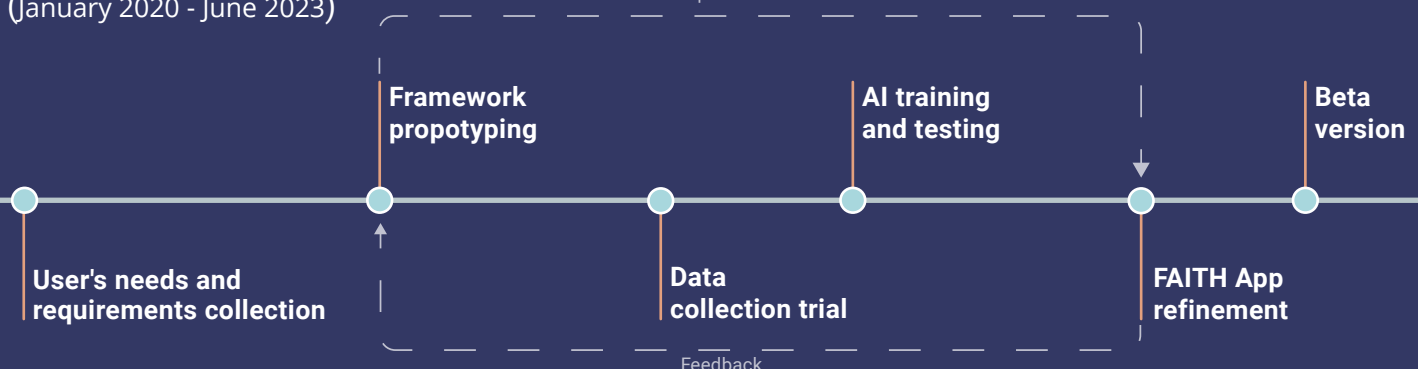 (January 2020 - June 2023)
Framework
propotyping
AI training
and testing
Beta
version
User's needs and
requirements collection
Data
collection trial
FAITH App
refinement
Feedback